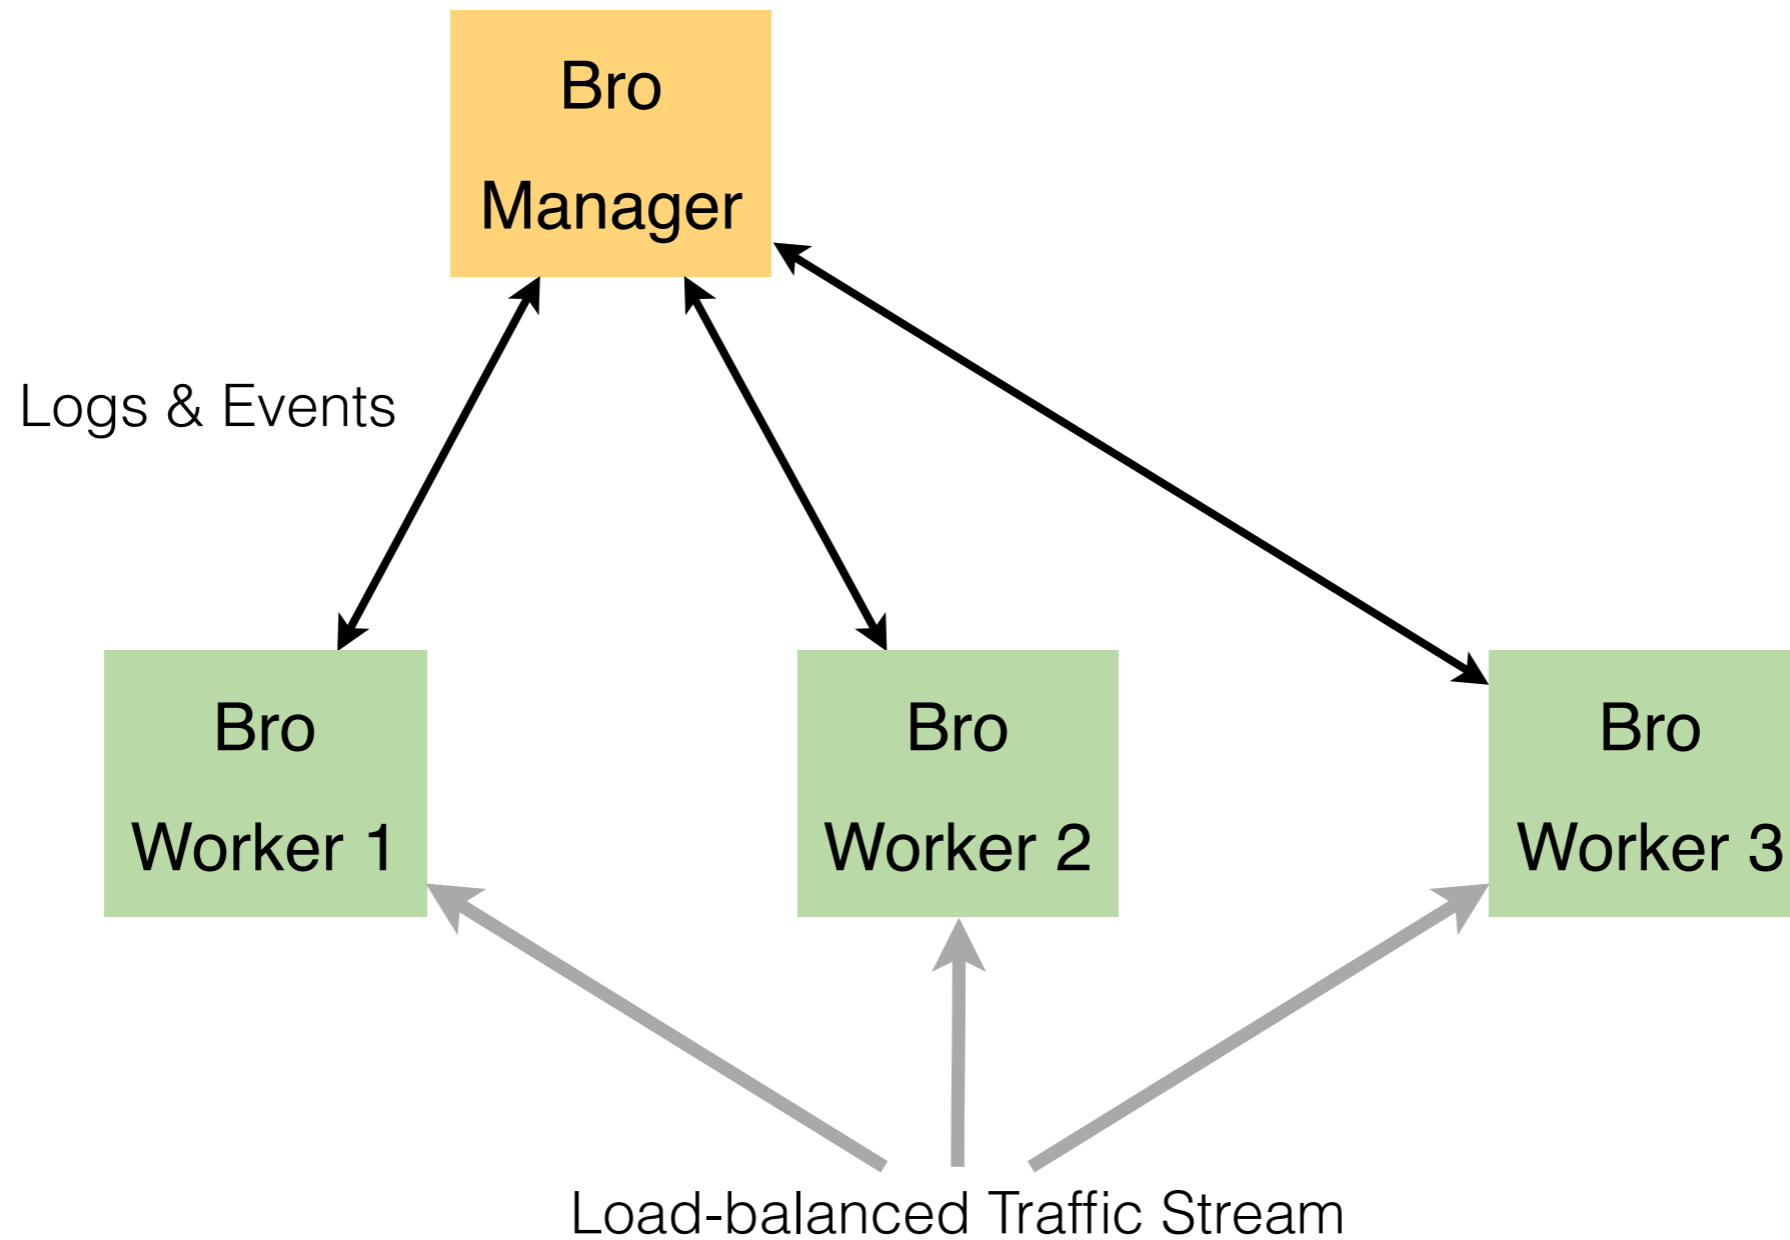 Bro
Manager
Logs & Events
Bro
Worker 1
Bro
Worker 2
Bro
Worker 3
Load-balanced Traffic Stream